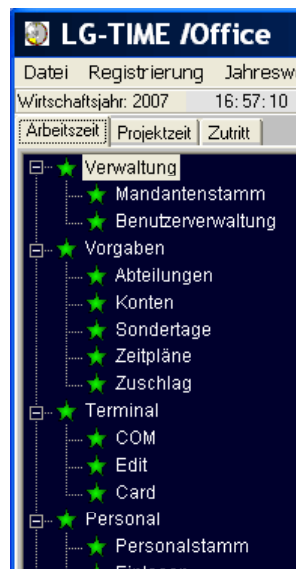 LG-TIME /Office
Datei Registrierung Jahresw
Wirtschaftsjahr: 2007 16:57:10
Arbeitszeit Projektzeit Zutritt
Verwaltung
Mandantenstamm
Benutzerverwaltung
Vorgaben
Abteilungen
Konten
Sondertage
Zeitpläne
Zuschlag
Terminal
COM
Edit
Card
Personal
Personalstamm